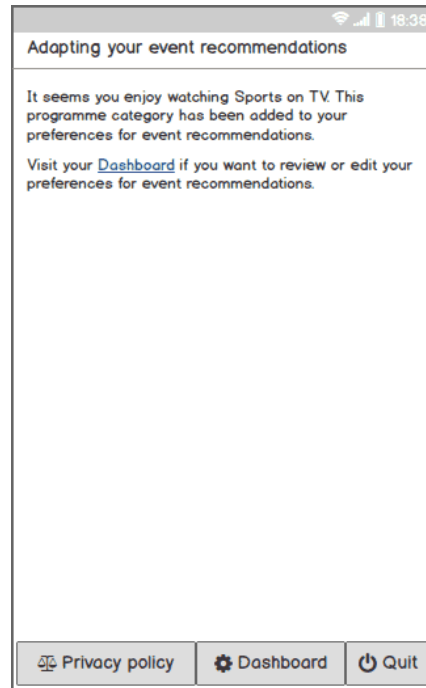 18:38
Adapting your event recommendations
It seems you enjoy watching Sports on TV. This
programme category has been added to your
preferences for event recommendations.
Visit your Dashboard if you want to review or edit your
preferences for event recommendations.
Privacy policy Dashboard Quit